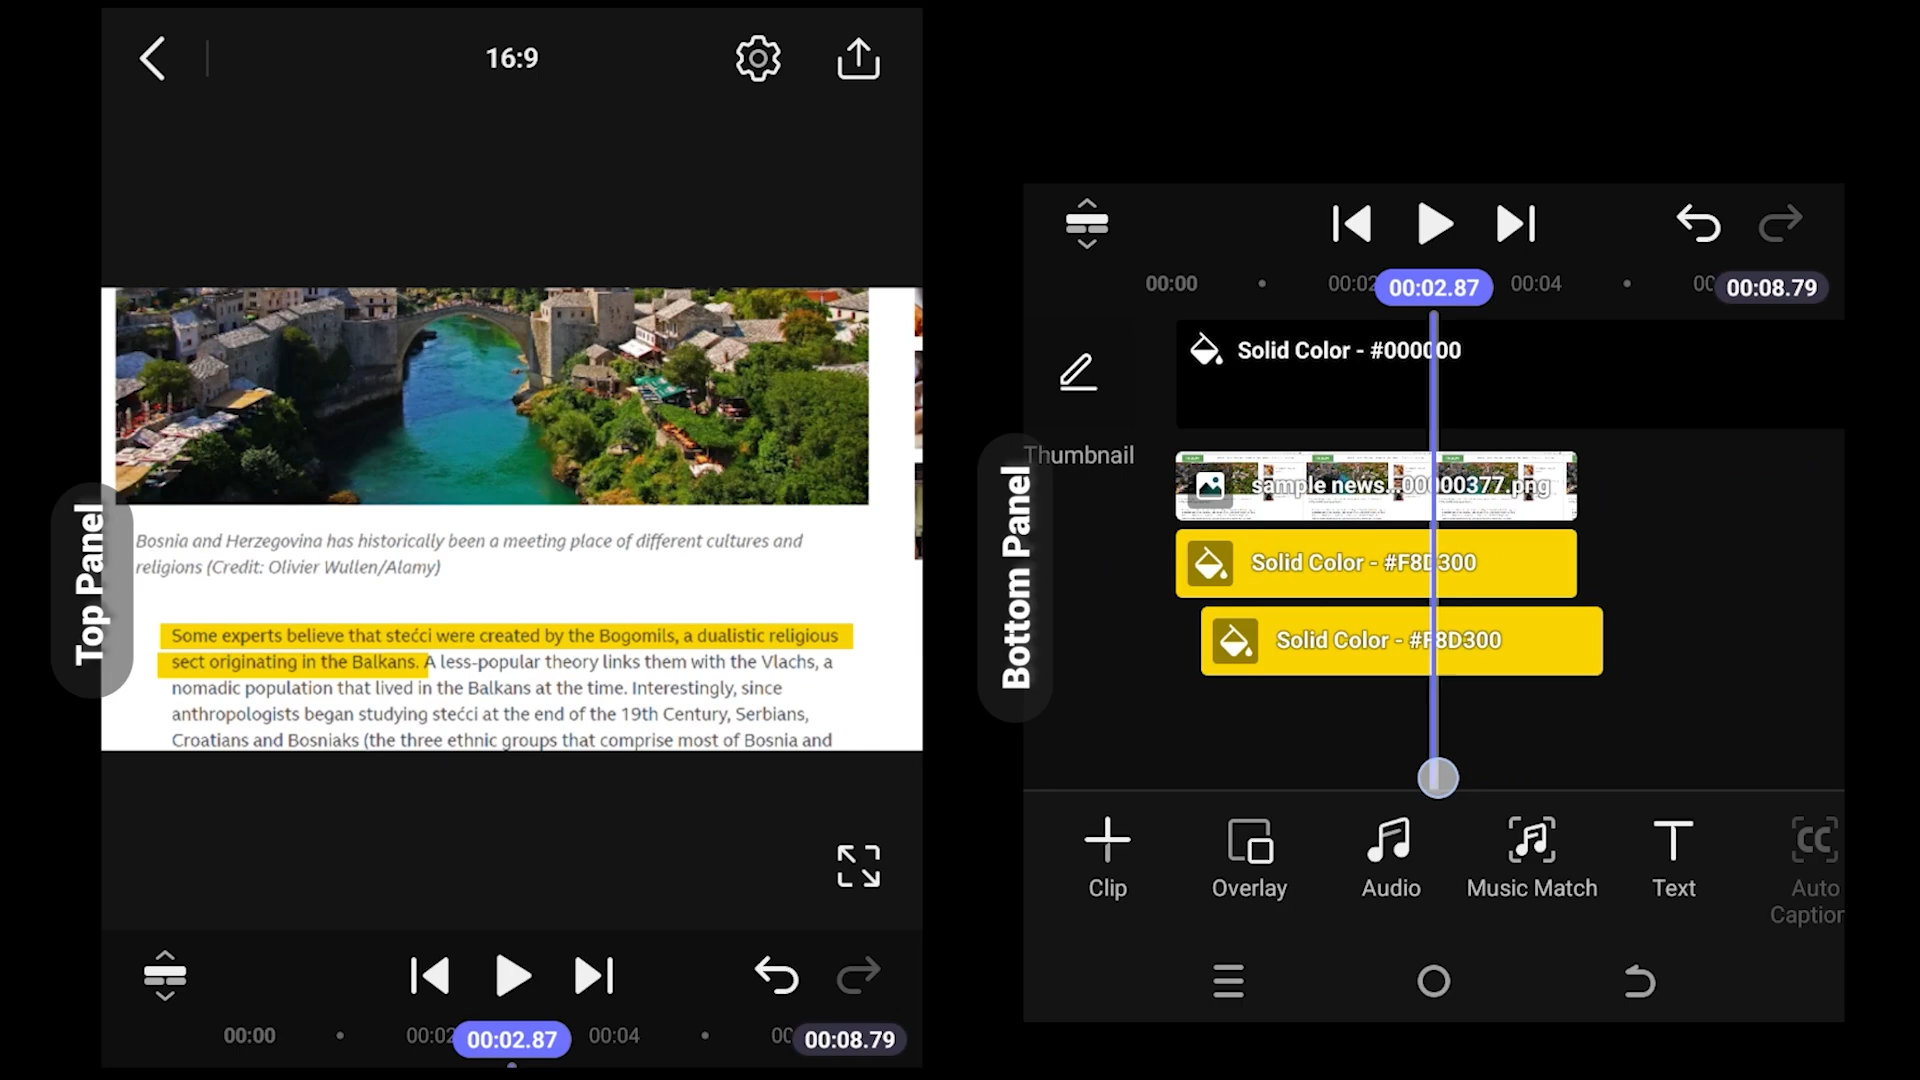 16:9
Bosnia and Herzegovina has historically been a meeting place of different cultures and
religions (Credit: Olivier Wullen/Alamy)
Some experts believe that stećci were created by the Bogomils, a dualistic religious
sect originating in the Balkans. A less-popular theory links them with the Vlachs, a
nomadic population that lived in the Balkans at the time. Interestingly, since
anthropologists began studying stećci at the end of the 19th Century, Serbians,
Croatians and Bosniaks (the three ethnic groups that comprise most of Bosnia and
Top Panel
00:00 • 00:02 00:02.87 00:04 • 00 00:08.79
Bottom Panel
00:00 • 00:02 00:02.87 00:04 • 00 00:08.79
Solid Color - #000000
Thumbnail
sample news...00000377.png
Solid Color - #F8D300
Solid Color - #F8D300
Clip Overlay Audio Music Match Text CC Auto
Caption